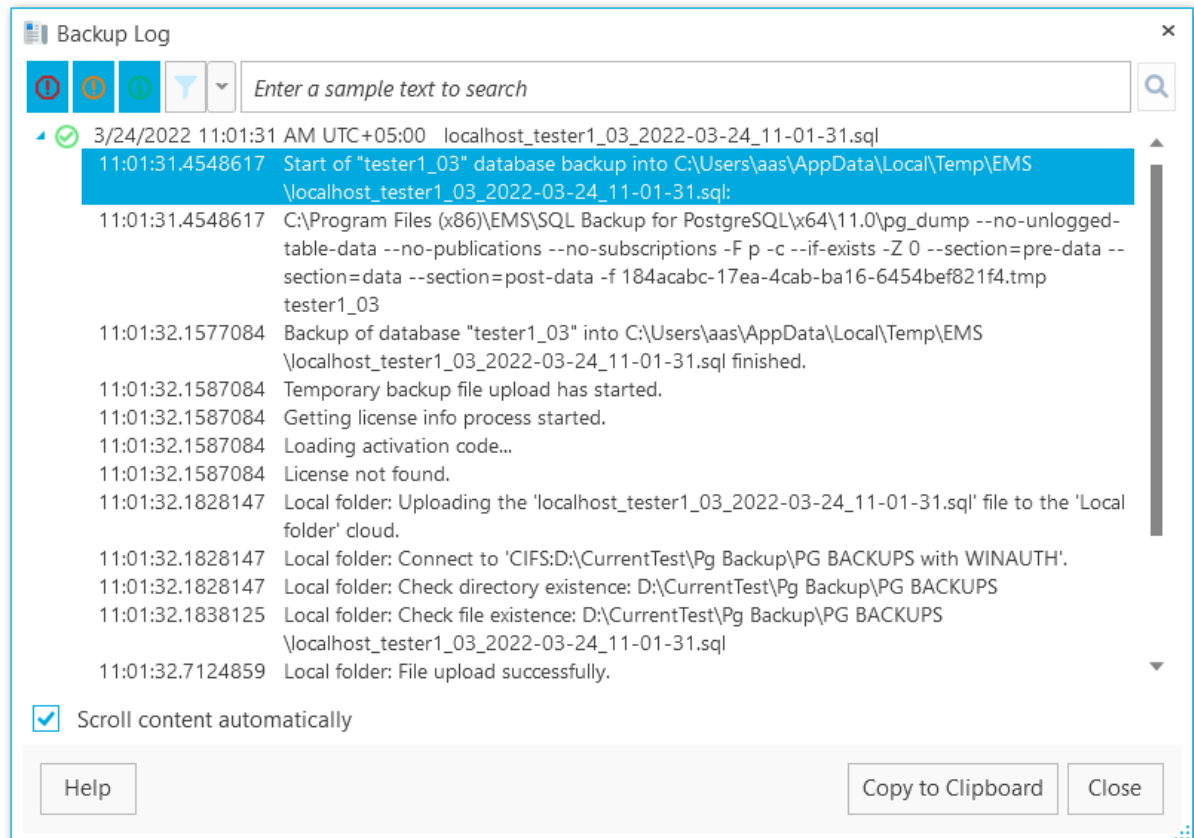 Backup Log
Enter a sample text to search
3/24/2022 11:01:31 AM UTC+05:00 localhost_tester1_03_2022-03-24_11-01-31.sql
11:01:31.4548617 Start of "tester1_03" database backup into C:\Users\aas\AppData\Local\Temp\EMS
\localhost_tester1_03_2022-03-24_11-01-31.sql:
11:01:31.4548617 C:\Program Files (x86)\EMS\SQL Backup for PostgreSQL\x64\11.0\pg_dump --no-unlogged-
table-data --no-publications --no-subscriptions -F p -c --if-exists -Z 0 --section=pre-data --
section=data --section=post-data -f 184acabc-17ea-4cab-ba16-6454bef821f4.tmp
tester1_03
11:01:32.1577084 Backup of database "tester1_03" into C:\Users\aas\AppData\Local\Temp\EMS
\localhost_tester1_03_2022-03-24_11-01-31.sql finished.
11:01:32.1587084 Temporary backup file upload has started.
11:01:32.1587084 Getting license info process started.
11:01:32.1587084 Loading activation code...
11:01:32.1587084 License not found.
11:01:32.1828147 Local folder: Uploading the 'localhost_tester1_03_2022-03-24_11-01-31.sql' file to the 'Local
folder' cloud.
11:01:32.1828147 Local folder: Connect to 'CIFS:D:\CurrentTest\Pg Backup\PG BACKUPS with WINAUTH'.
11:01:32.1828147 Local folder: Check directory existence: D:\CurrentTest\Pg Backup\PG BACKUPS
11:01:32.1838125 Local folder: Check file existence: D:\CurrentTest\Pg Backup\PG BACKUPS
\localhost_tester1_03_2022-03-24_11-01-31.sql
11:01:32.7124859 Local folder: File upload successfully.
Scroll content automatically
Help
Copy to Clipboard
Close